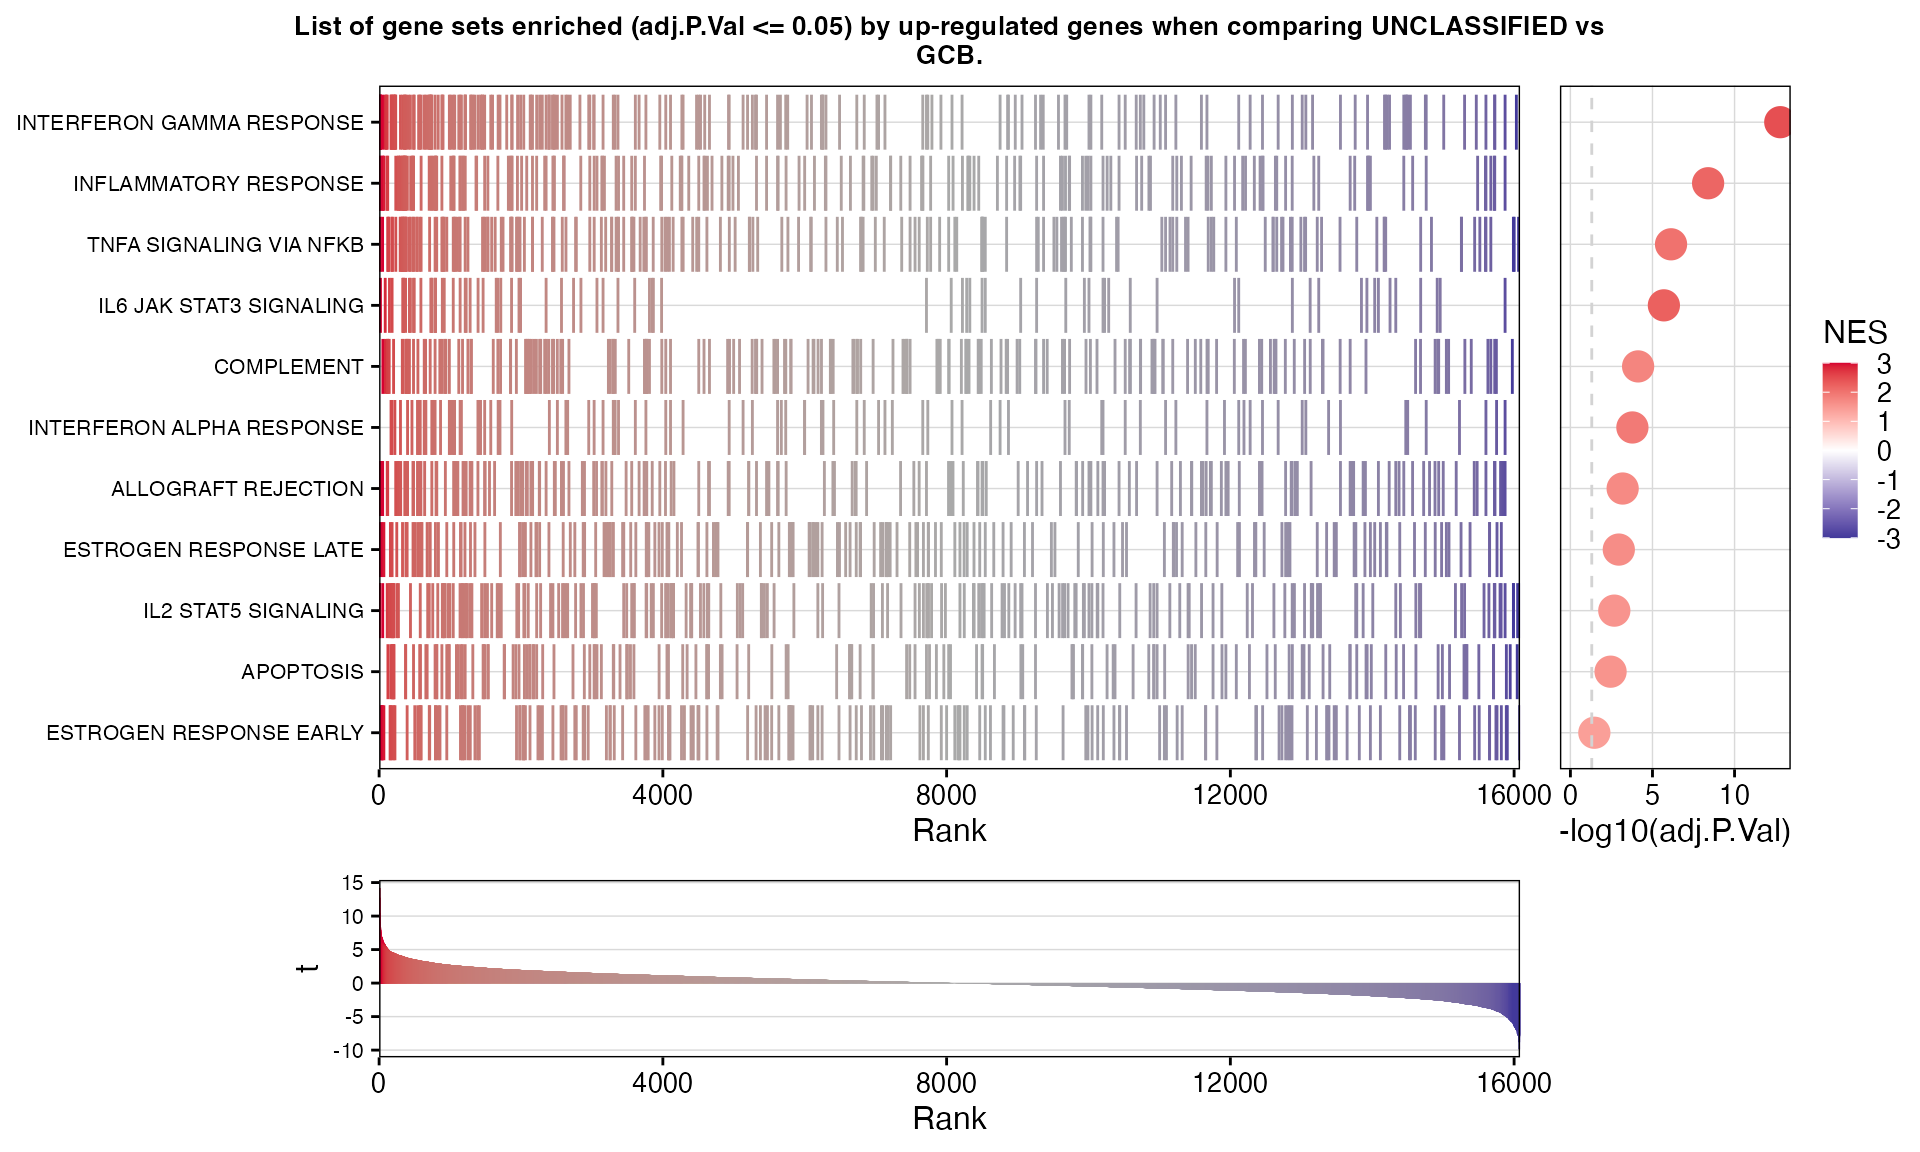 List of gene sets enriched (adj.P.Val <= 0.05) by up-regulated genes when comparing UNCLASSIFIED vs
GCB.
INTERFERON GAMMA RESPONSE
INFLAMMATORY RESPONSE
TNFA SIGNALING VIA NFKB
IL6 JAK STAT3 SIGNALING
COMPLEMENT
INTERFERON ALPHA RESPONSE
ALLOGRAFT REJECTION
ESTROGEN RESPONSE LATE
IL2 STAT5 SIGNALING
APOPTOSIS
ESTROGEN RESPONSE EARLY
0 4000 8000 12000 16000
Rank
0 5 10
-log10(adj.P.Val)
NES
3
2
1
0
-1
-2
-3
t
15
10
5
0
-5
-10
0 4000 8000 12000 16000
Rank